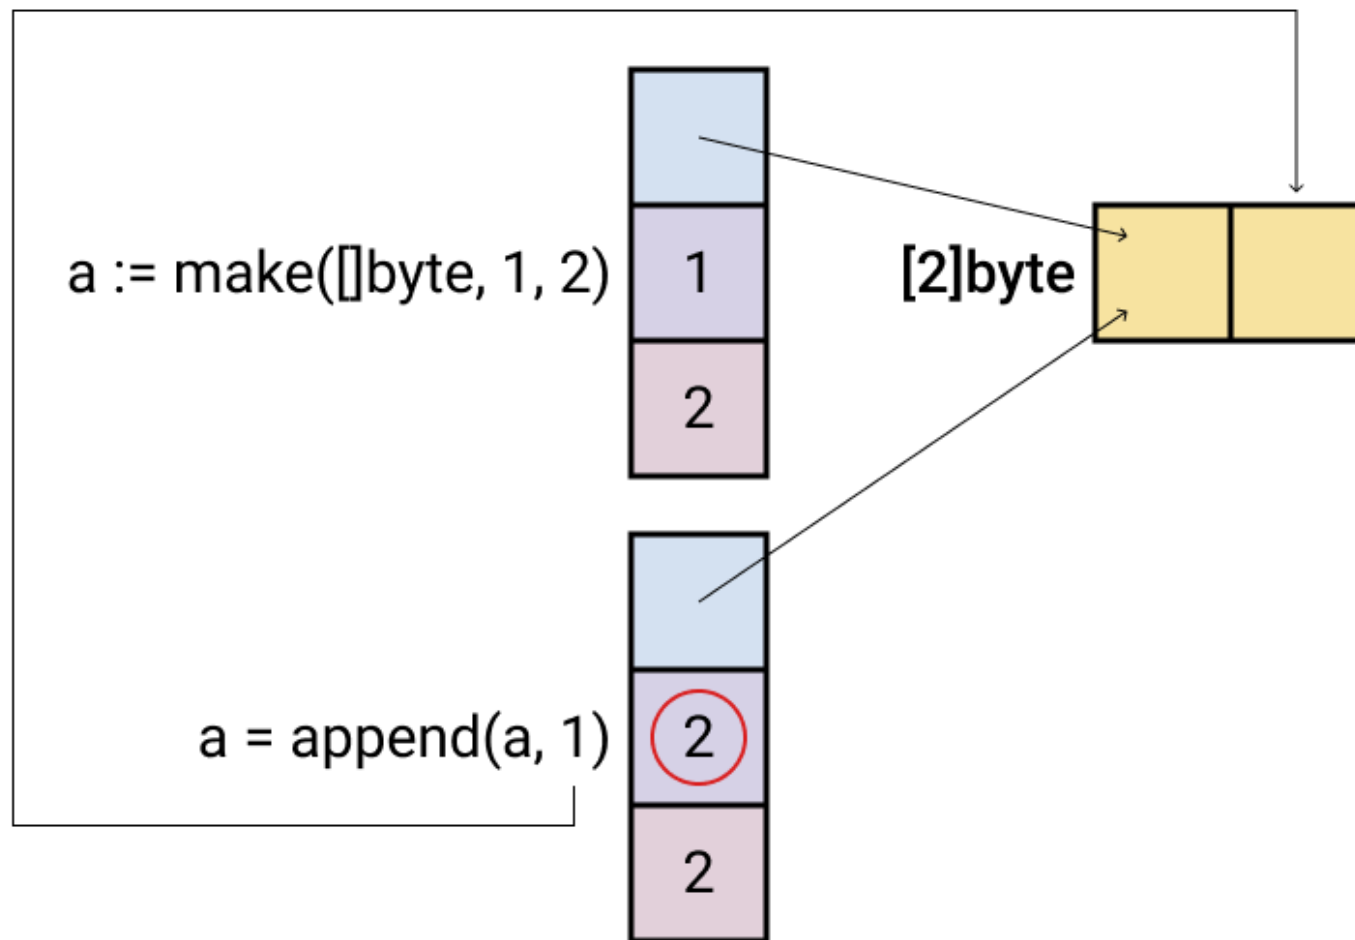 a := make([]byte, 1, 2)
1
2
[2]byte
a = append(a, 1)
2
2